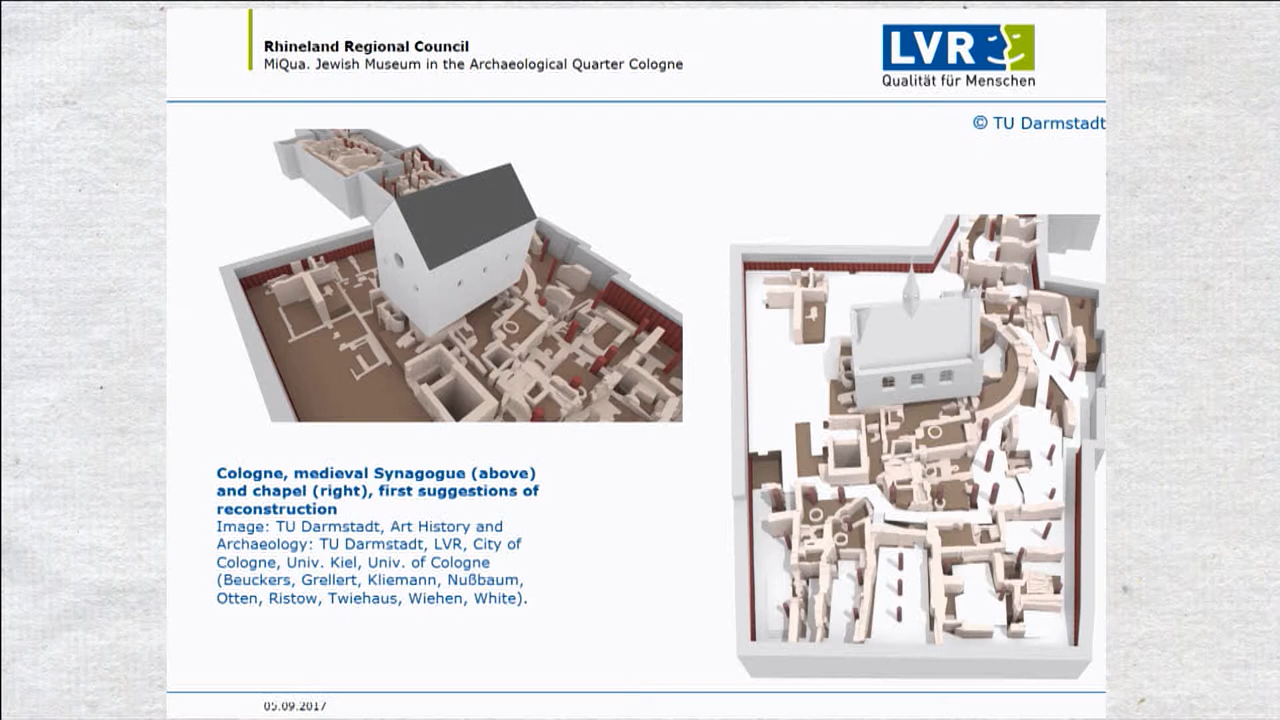 Rhineland Regional Council
MiQua. Jewish Museum in the Archaeological Quarter Cologne
LVR
Qualität für Menschen
© TU Darmstadt
Cologne, medieval Synagogue (above)
and chapel (right), first suggestions of
reconstruction
Image: TU Darmstadt, Art History and
Archaeology: TU Darmstadt, LVR, City of
Cologne, Univ. Kiel, Univ. of Cologne
(Beuckers, Grellert, Kliemann, Nußbaum,
Otten, Ristow, Twiehaus, Wiehen, White).
05.09.2017